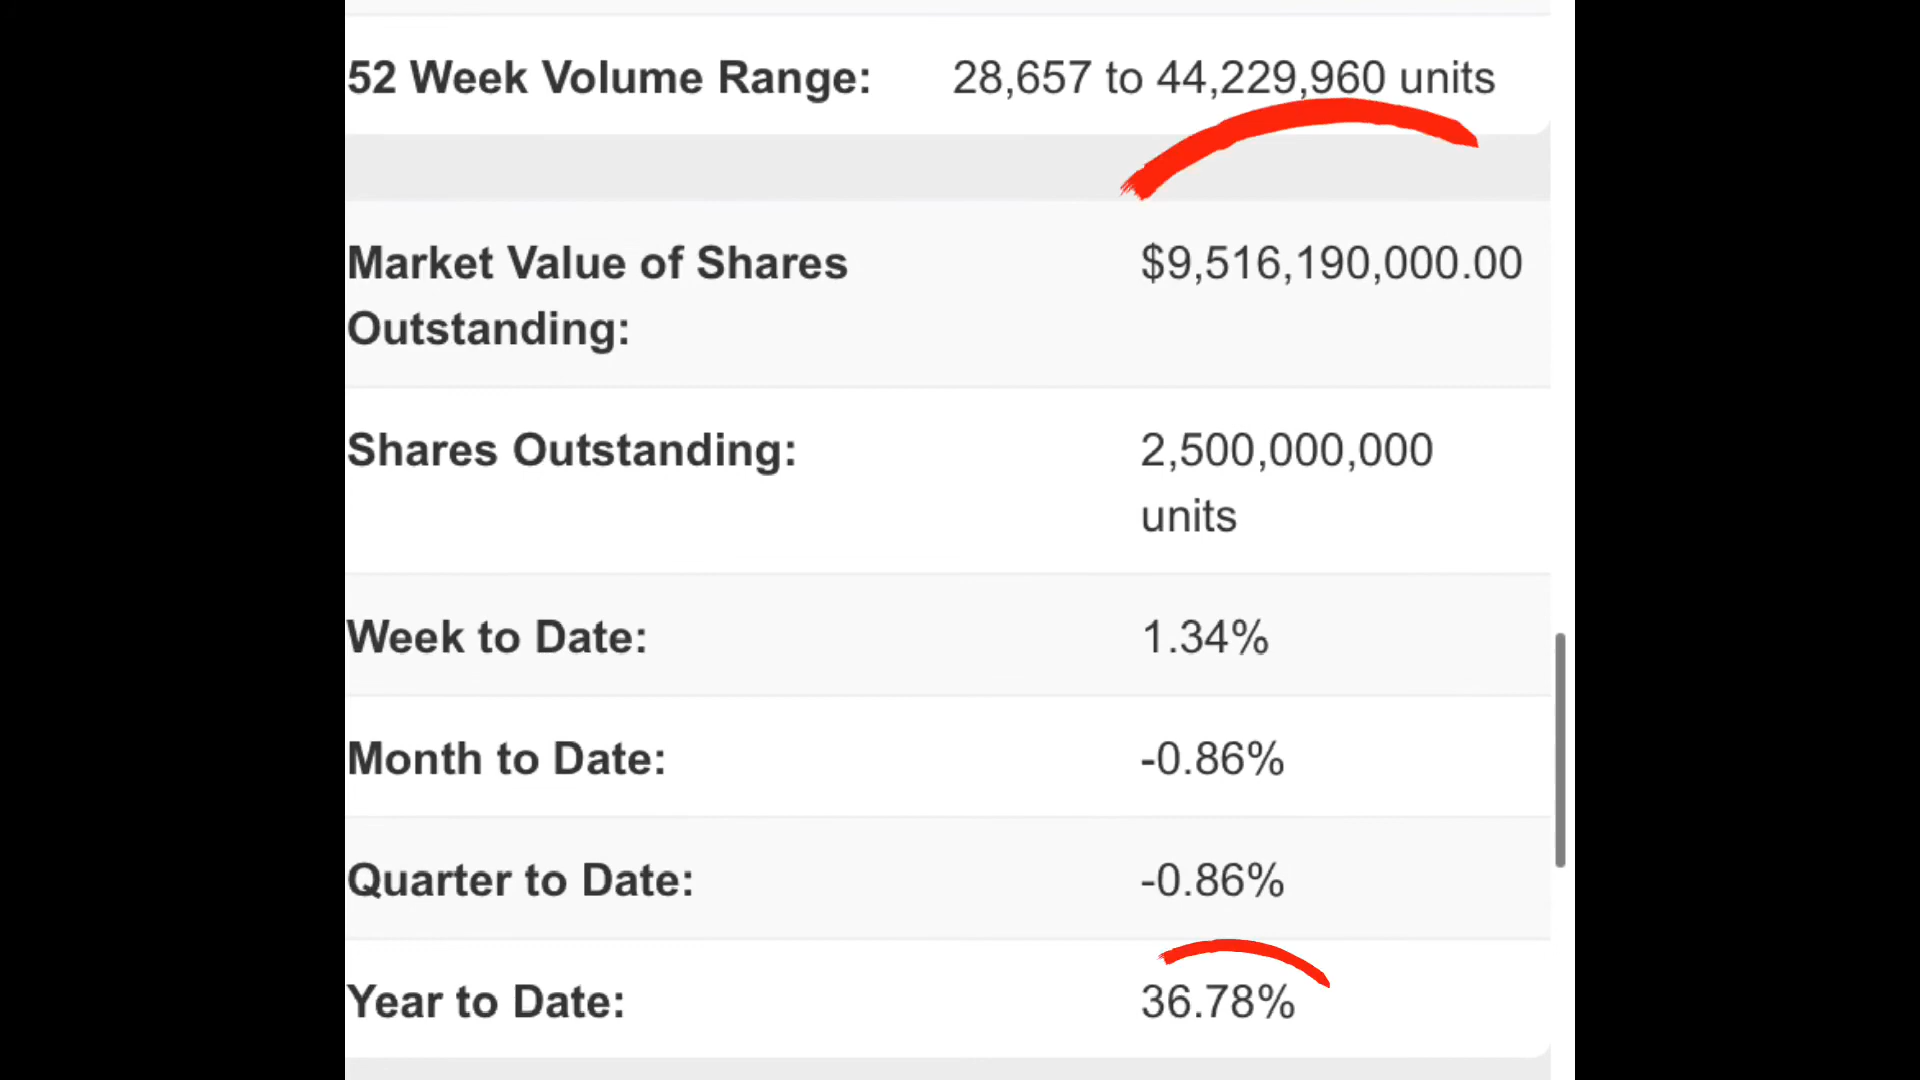 52 Week Volume Range: 28,657 to 44,229,960 units
Market Value of Shares $9,516,190,000.00
Outstanding:
Shares Outstanding: 2,500,000,000
units
Week to Date: 1.34%
Month to Date: -0.86%
Quarter to Date: -0.86%
Year to Date: 36.78%